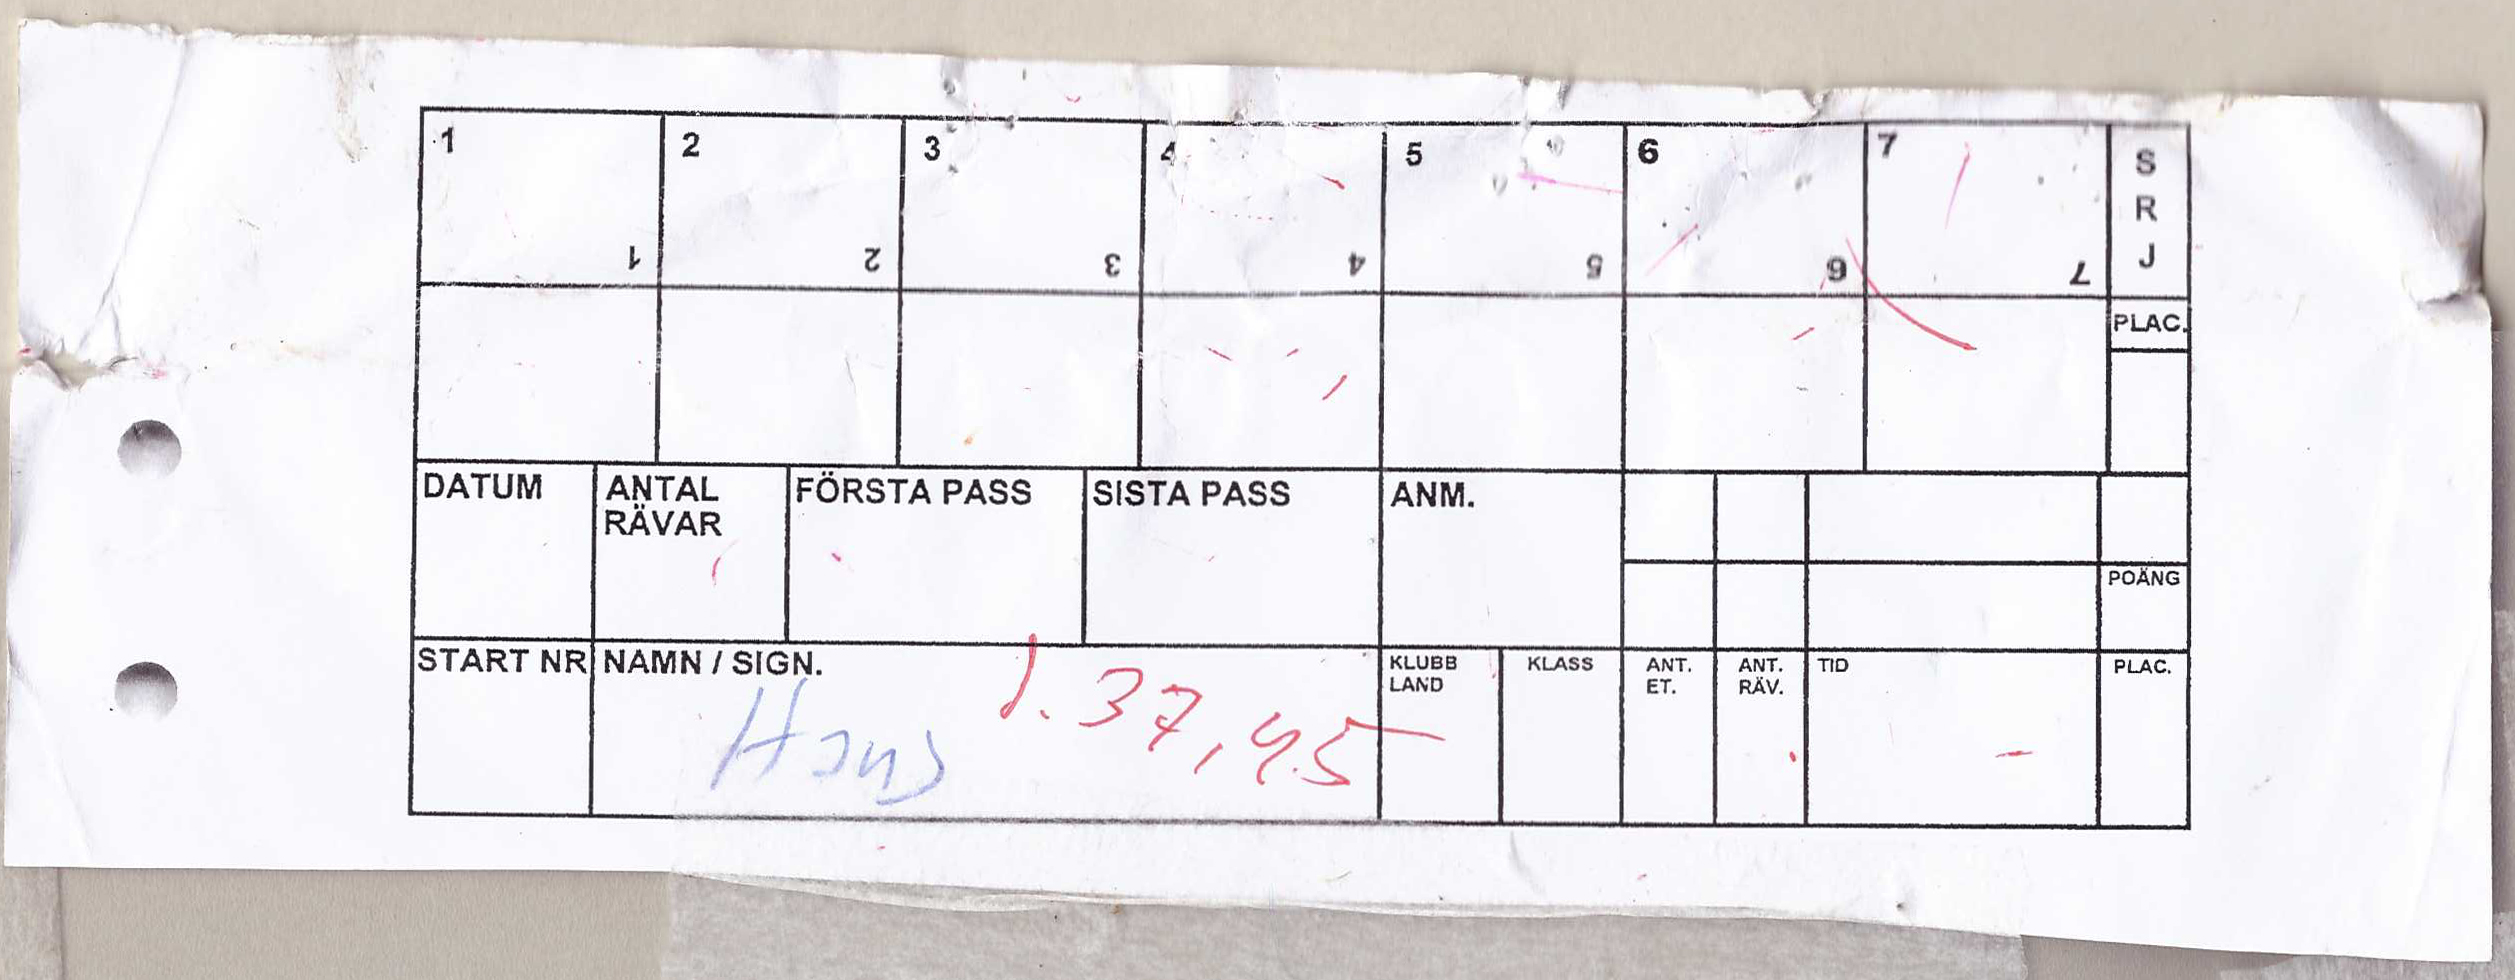 1 2 3 4 5 6 7 S
R
J
1 2 3 4 5 6 7
PLAC.
DATUM ANTAL RÄVAR FÖRSTA PASS SISTA PASS ANM.
POÄNG
START NR NAMN / SIGN. KLUBB LAND KLASS ANT. ET. ANT. RÄV. TID PLAC.
Hans 1.37,45